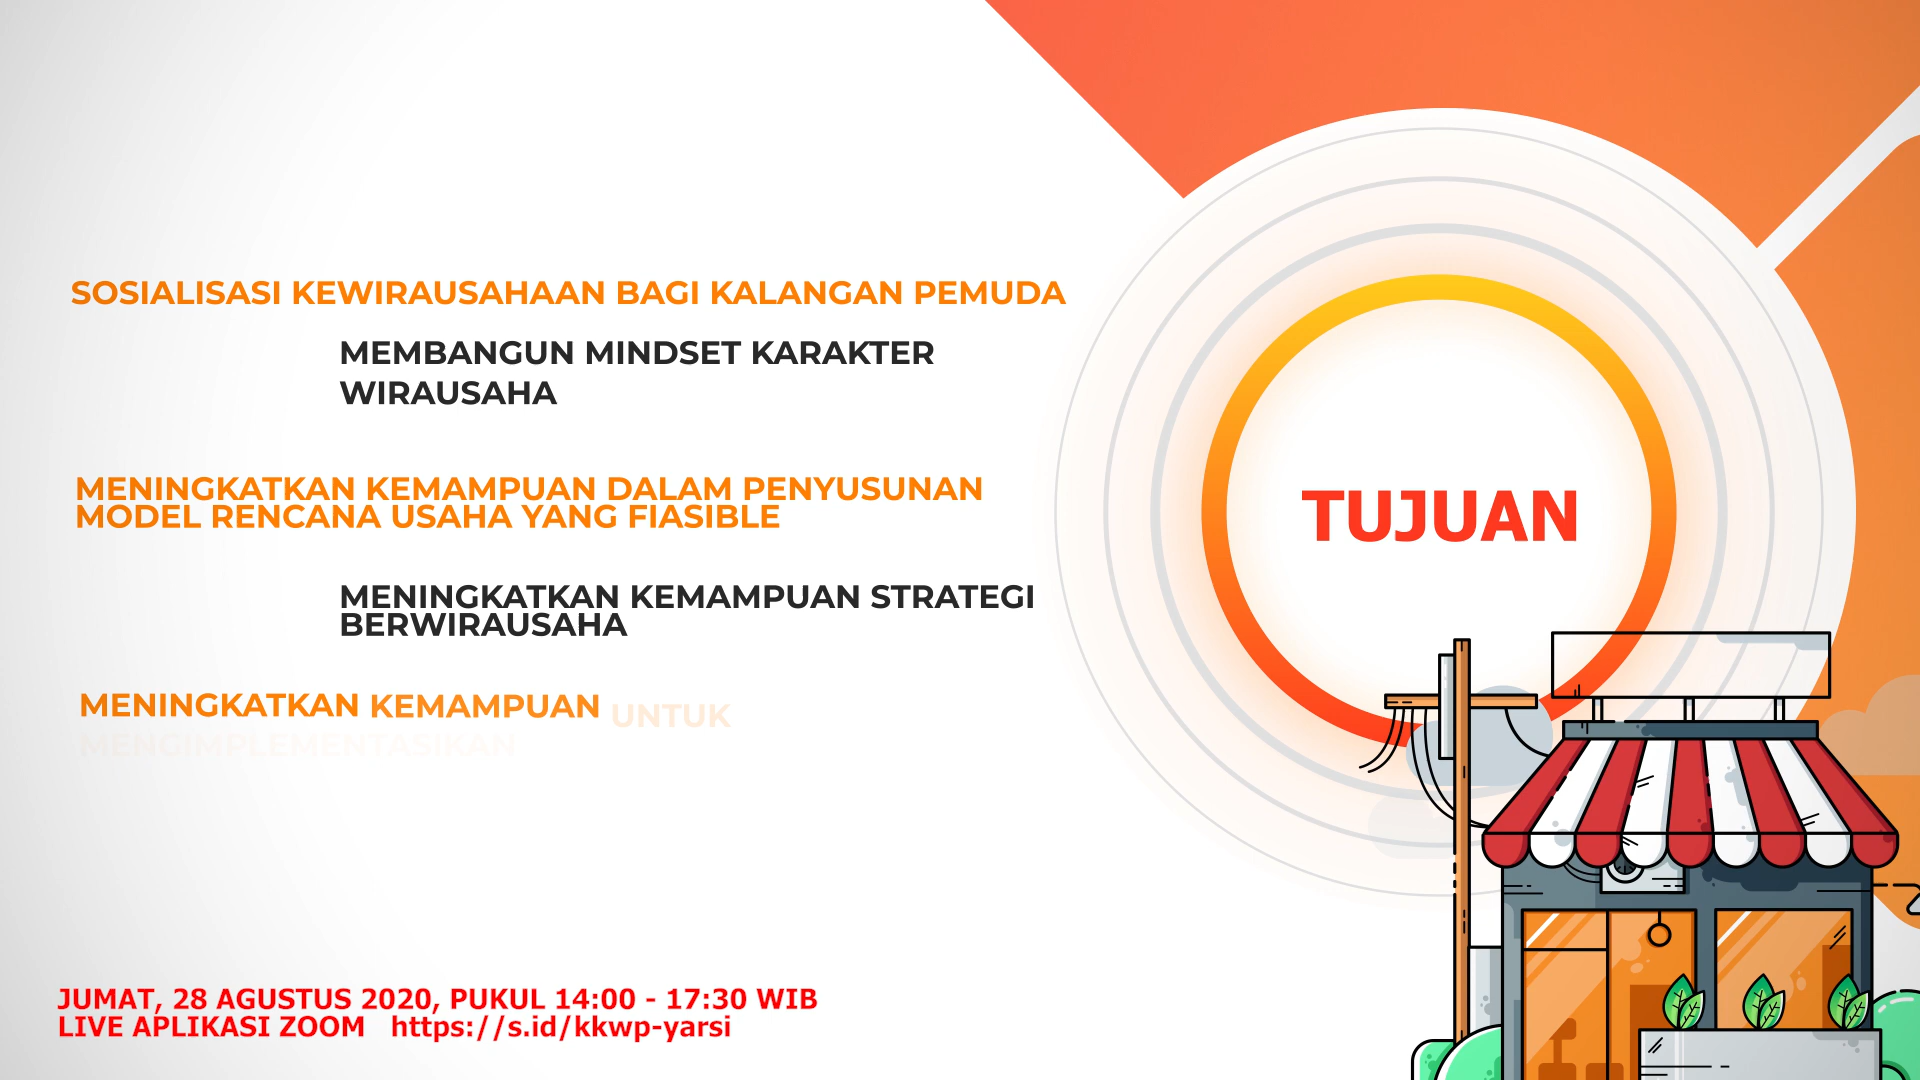 SOSIALISASI KEWIRAUSAHAAN BAGI KALANGAN PEMUDA
MEMBANGUN MINDSET KARAKTER
WIRAUSAHA
MENINGKATKAN KEMAMPUAN DALAM PENYUSUNAN
MODEL RENCANA USAHA YANG FIASIBLE
MENINGKATKAN KEMAMPUAN STRATEGI
BERWIRAUSAHA
MENINGKATKAN KEMAMPUAN UNTUK
MENGIMPLEMENTASIKAN
TUJUAN
JUMAT, 28 AGUSTUS 2020, PUKUL 14:00 - 17:30 WIB
LIVE APLIKASI ZOOM https://s.id/kkwp-yarsi